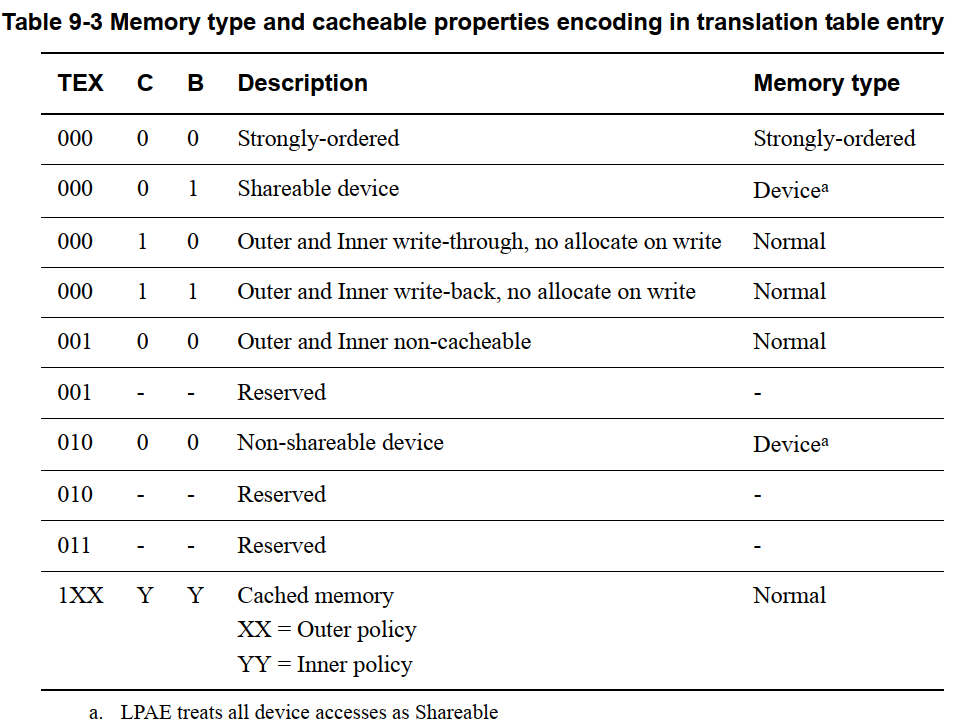 Table 9-3 Memory type and cacheable properties encoding in translation table entry
TEX C B Description Memory type
000 0 0 Strongly-ordered Strongly-ordered
000 0 1 Shareable device Deviceª
000 1 0 Outer and Inner write-through, no allocate on write Normal
000 1 1 Outer and Inner write-back, no allocate on write Normal
001 0 0 Outer and Inner non-cacheable Normal
001 - - Reserved -
010 0 0 Non-shareable device Deviceª
010 - - Reserved -
011 - - Reserved -
1XX Y Y Cached memory Normal
XX = Outer policy
YY = Inner policy
a. LPAE treats all device accesses as Shareable